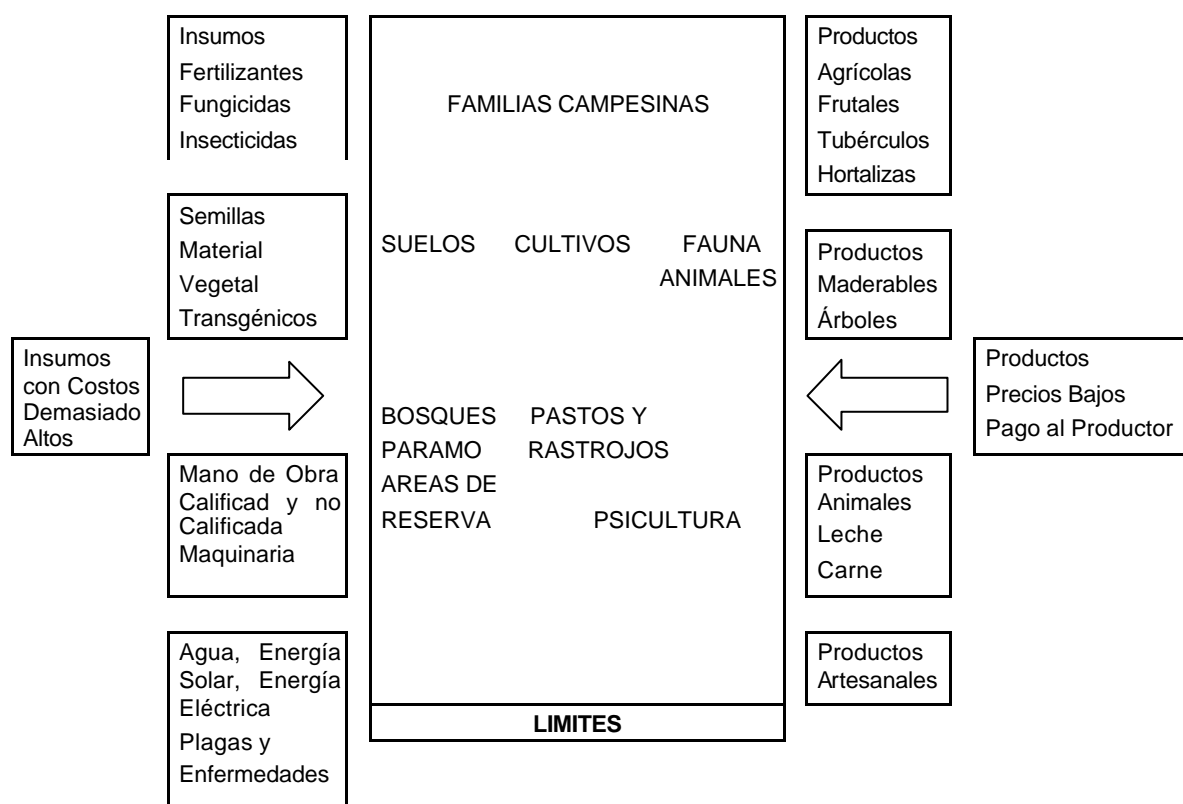 Insumos
Fertilizantes
Fungicidas
Insecticidas
Semillas
Material
Vegetal
Transgénicos
Insumos
con Costos
Demasiado
Altos
Mano de Obra
Calificad y no
Calificada
Maquinaria
Agua, Energía
Solar, Energía
Eléctrica
Plagas y
Enfermedades
FAMILIAS CAMPESINAS
SUELOS CULTIVOS FAUNA
ANIMALES
BOSQUES PASTOS Y
PARAMO RASTROJOS
AREAS DE
RESERVA PSICULTURA
LIMITES
Productos
Agrícolas
Frutales
Tubérculos
Hortalizas
Productos
Maderables
Árboles
Productos
Precios Bajos
Pago al Productor
Productos
Animales
Leche
Carne
Productos
Artesanales